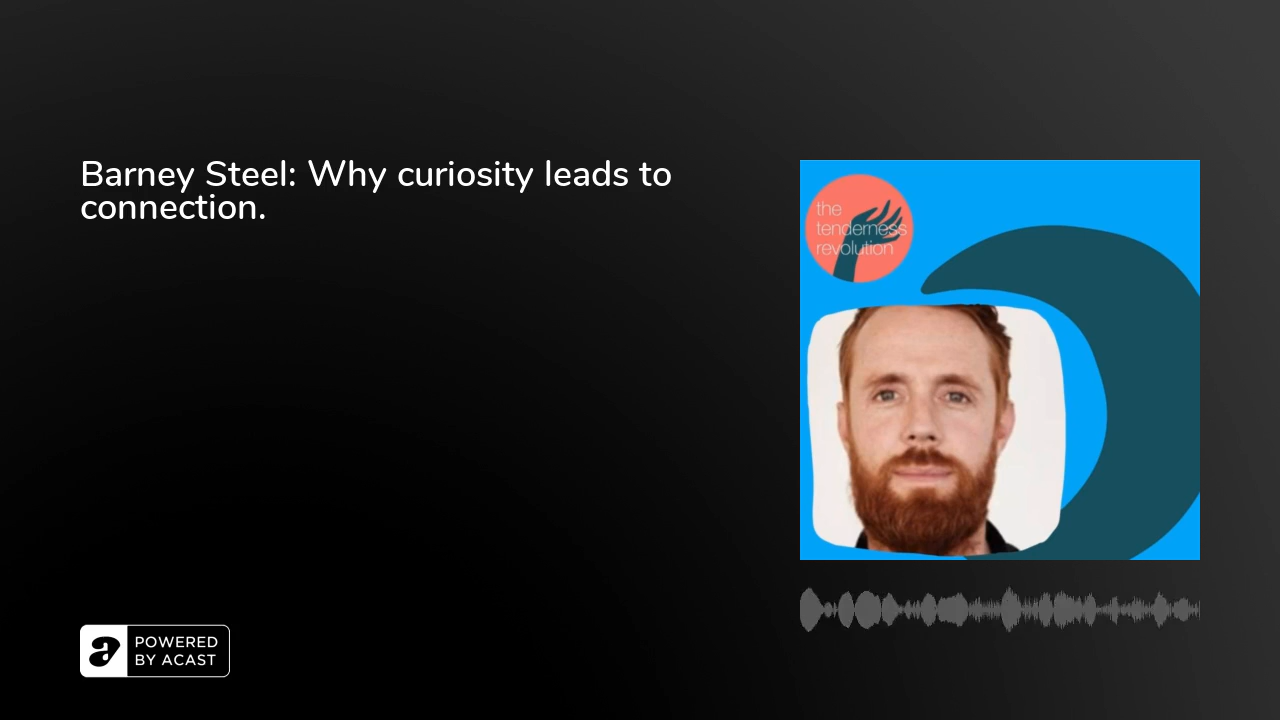 Barney Steel: Why curiosity leads to
connection.
the
tenderness
revolution
a
POWERED
BY ACAST